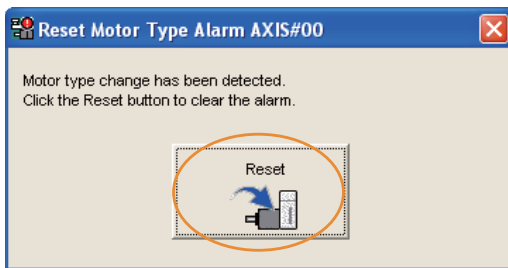 Reset Motor Type Alarm AXIS#00
Motor type change has been detected.
Click the Reset button to clear the alarm.
Reset